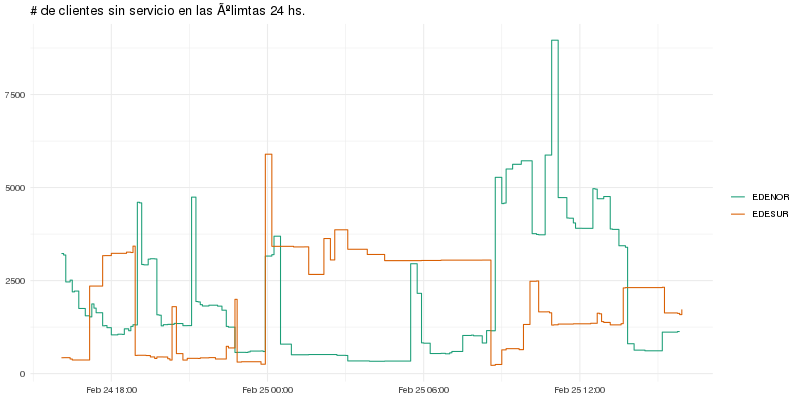 # de clientes sin servicio en las Ãºlimtas 24 hs.
7500
5000
2500
0
Feb 24 18:00
Feb 25 00:00
Feb 25 06:00
Feb 25 12:00
EDENOR
EDESUR